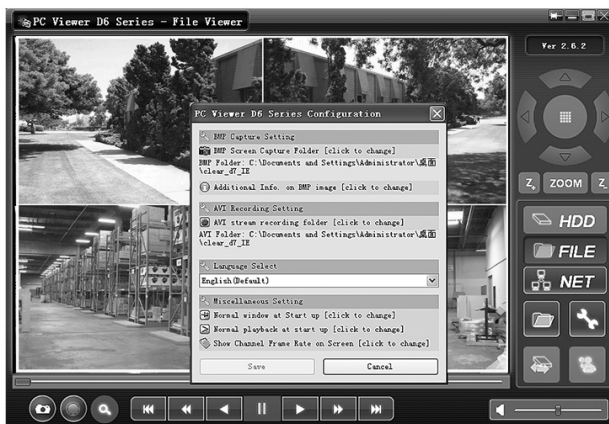 PC Viewer D6 Series - File Viewer
Ver 2.6.2
PC Viewer D6 Series Configuration
BMP Capture Setting
BMP Screen Capture Folder [click to change]
BMP Folder: C:\Documents and Settings\Administrator\桌面
\clear_d7_IE
Additional Info. on BMP image [click to change]
AVI Recording Setting
AVI stream recording folder [click to change]
AVI Folder: C:\Documents and Settings\Administrator\桌面
\clear_d7_IE
Language Select
English(Default)
Miscellaneous Setting
Normal window at Start up [click to change]
Normal playback at start up [click to change]
Show Channel Frame Rate on Screen [click to change]
Save Cancel
Z+ ZOOM Z-
HDD
FILE
NET